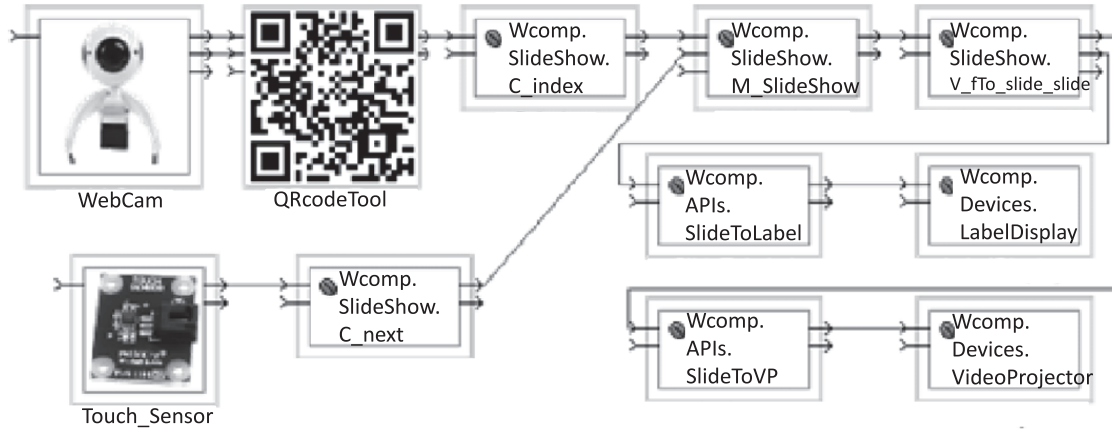 Wcomp.
SlideShow.
C_index
Wcomp.
SlideShow.
M_SlideShow
Wcomp.
SlideShow.
V_fTo_slide_slide
WebCam
QRcodeTool
Wcomp.
APIs.
SlideToLabel
Wcomp.
Devices.
LabelDisplay
Wcomp.
SlideShow.
C_next
Touch_Sensor
Wcomp.
APIs.
SlideToVP
Wcomp.
Devices.
VideoProjector